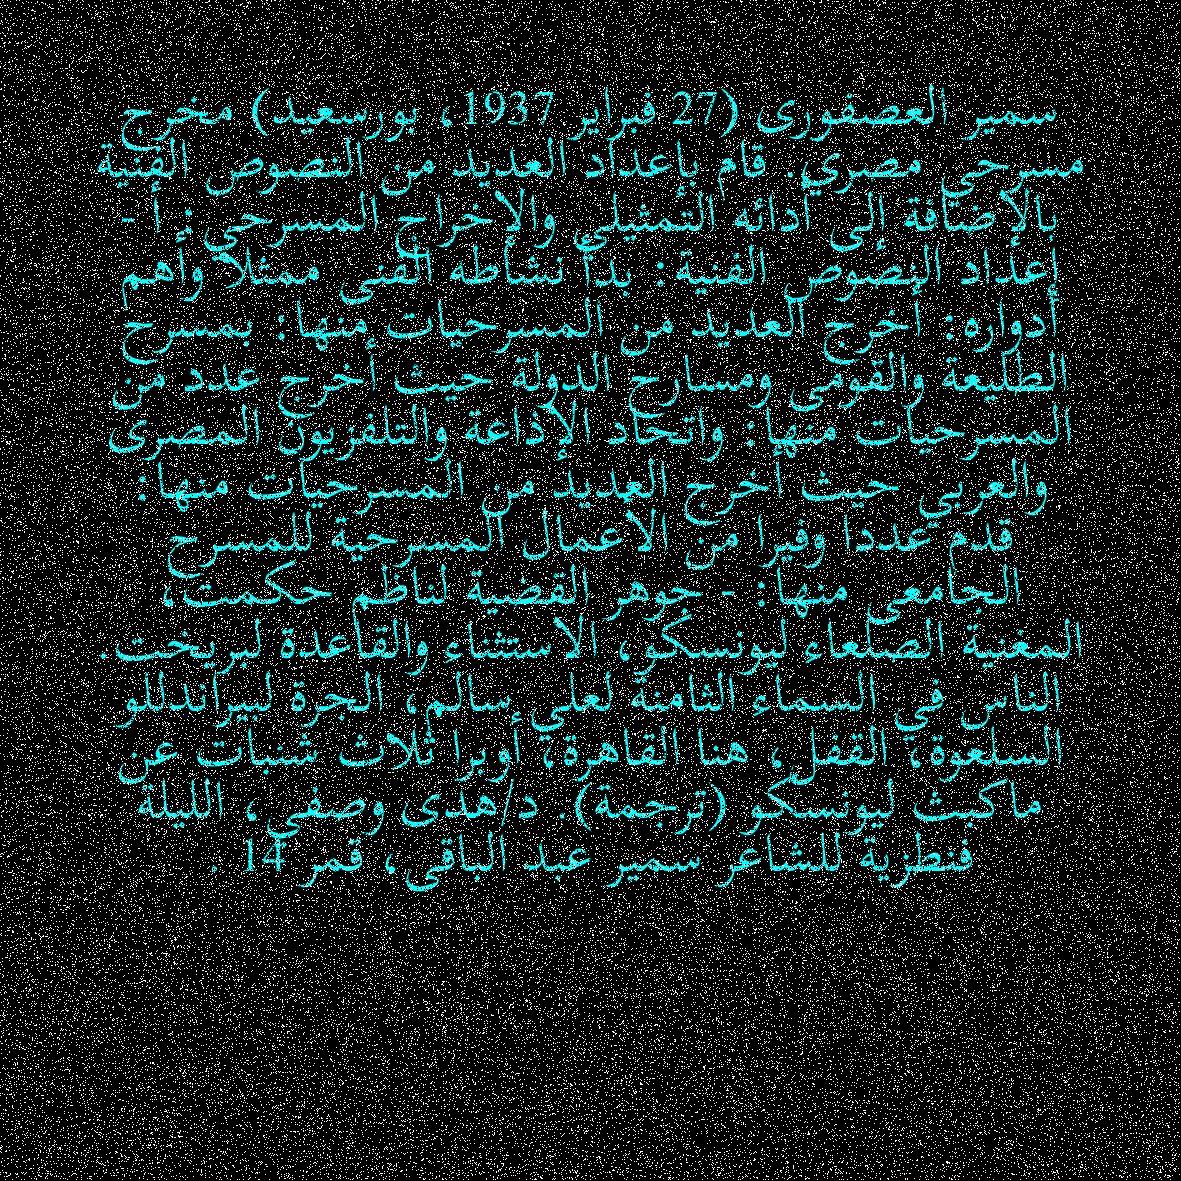 سمير العصفورى (27 فبراير 1937، بورسعيد) مخرج
مسرحي مصري. قام بإعداد العديد من النصوص الفنية
بالإضافة إلى أدائه التمثيلي والإخراج المسرحي : أ -
إعداد النصوص الفنية : بدأ نشاطه الفنى ممثلا وأهم
أدواره: أخرج العديد من المسرحيات منها: بمسرح
الطليعة والقومى ومسارح الدولة حيث أخرج عدد من
المسرحيات منها: واتحاد الإذاعة والتلفزيون المصرى
والعربي حيث أخرج العديد من المسرحيات منها:
قدم عددا وفيرا من الأعمال المسرحية للمسرح
الجامعى منها: - جوهر القضية لناظم حكمت،
المغنية الصلعاء ليونسكو، الاستثناء والقاعدة لبريخت.
الناس في السماء الثامنة لعلي سالم، الجرة لبيراندللو
السلعوة، القفل، هنا القاهرة، أوبرا ثلاث شنبات عن
ماكبث ليونسكو (ترجمة). د/هدى وصفي، الليلة
فنطزية للشاعر سمير عبد الباقى، قمر 14 .